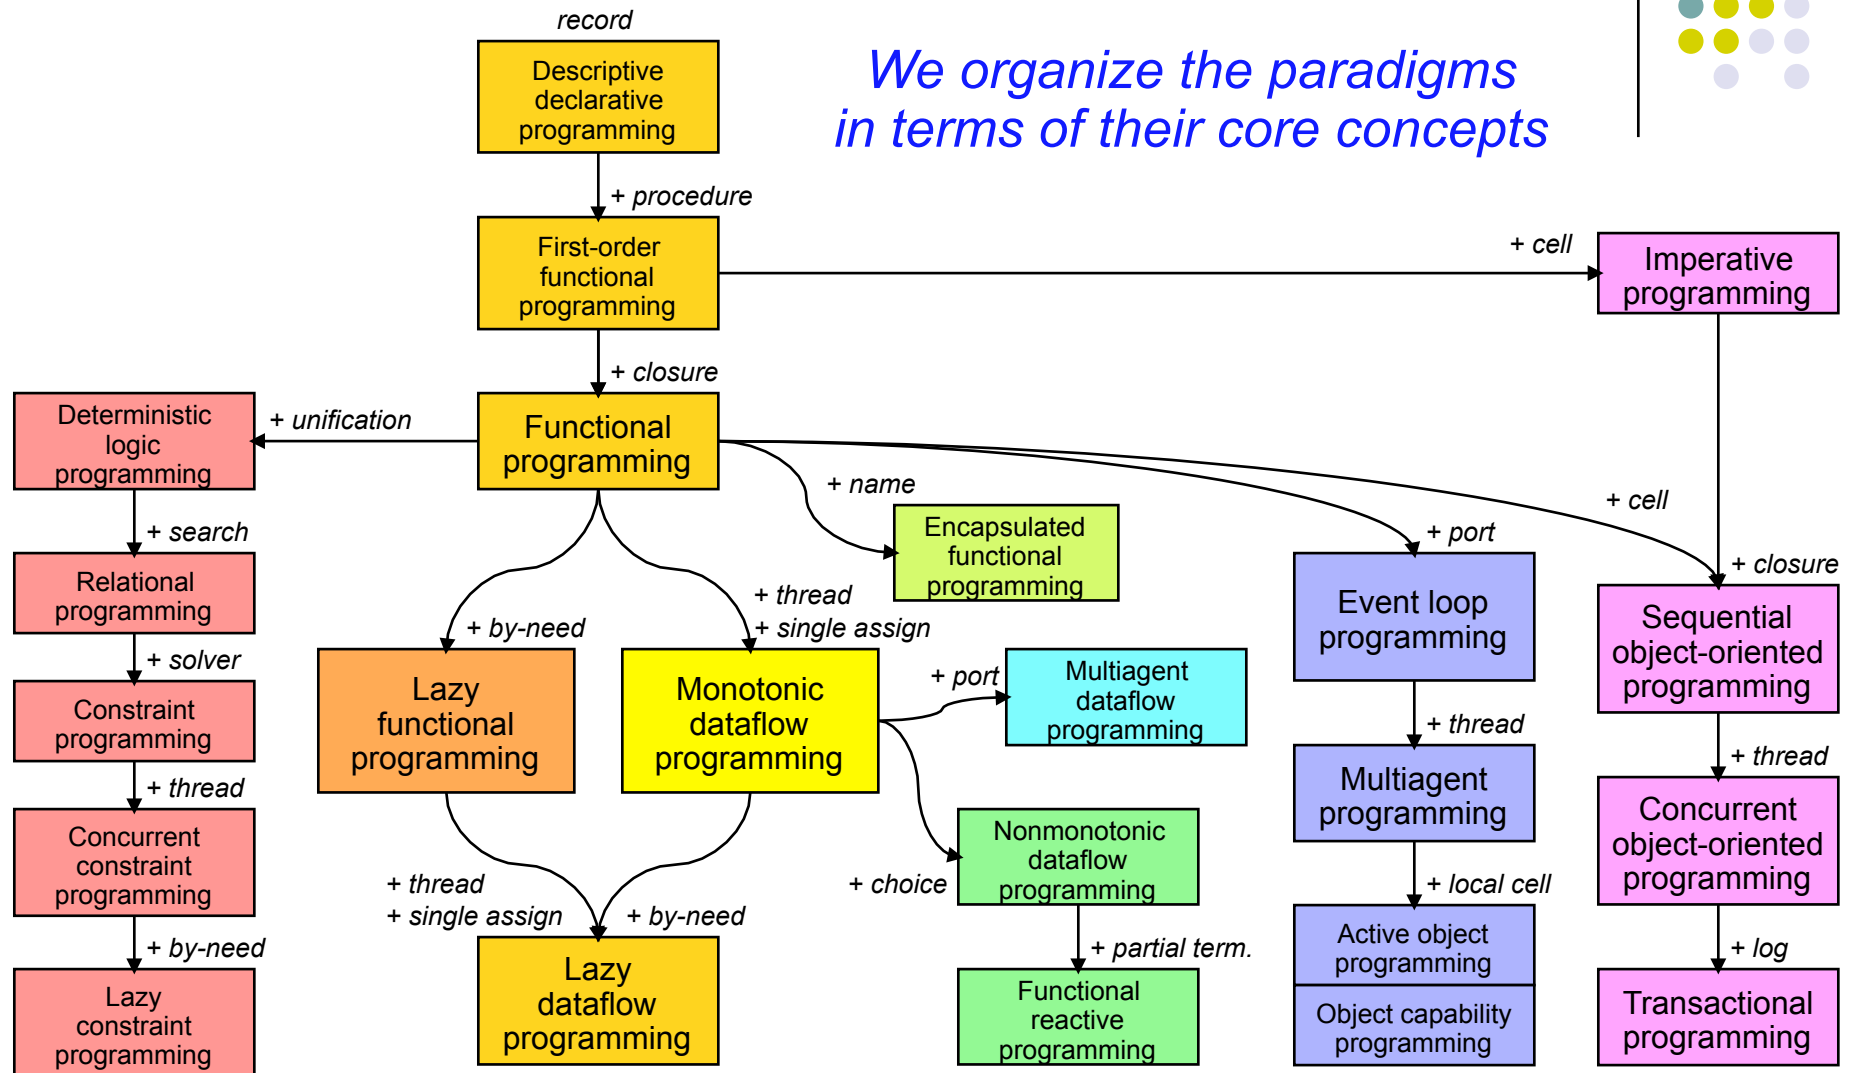 record
Descriptive
declarative
programming
We organize the paradigms
in terms of their core concepts
+ procedure
First-order
functional
programming
+ cell
Imperative
programming
+ closure
Deterministic
logic
programming
+ unification
Functional
programming
+ name
+ cell
Encapsulated
functional
programming
+ port
+ closure
+ search
Relational
programming
+ thread
+ single assign
+ by-need
Event loop
programming
Sequential
object-oriented
programming
+ solver
Constraint
programming
Lazy
functional
programming
Monotonic
dataflow
programming
+ port
Multiagent
dataflow
programming
+ thread
+ thread
+ thread
Concurrent
constraint
programming
Multiagent
programming
Concurrent
object-oriented
programming
Nonmonotonic
dataflow
programming
+ choice
+ thread
+ single assign
+ by-need
+ local cell
+ by-need
Lazy
constraint
programming
Lazy
dataflow
programming
+ partial term.
Functional
reactive
programming
Active object
programming
Object capability
programming
+ log
Transactional
programming